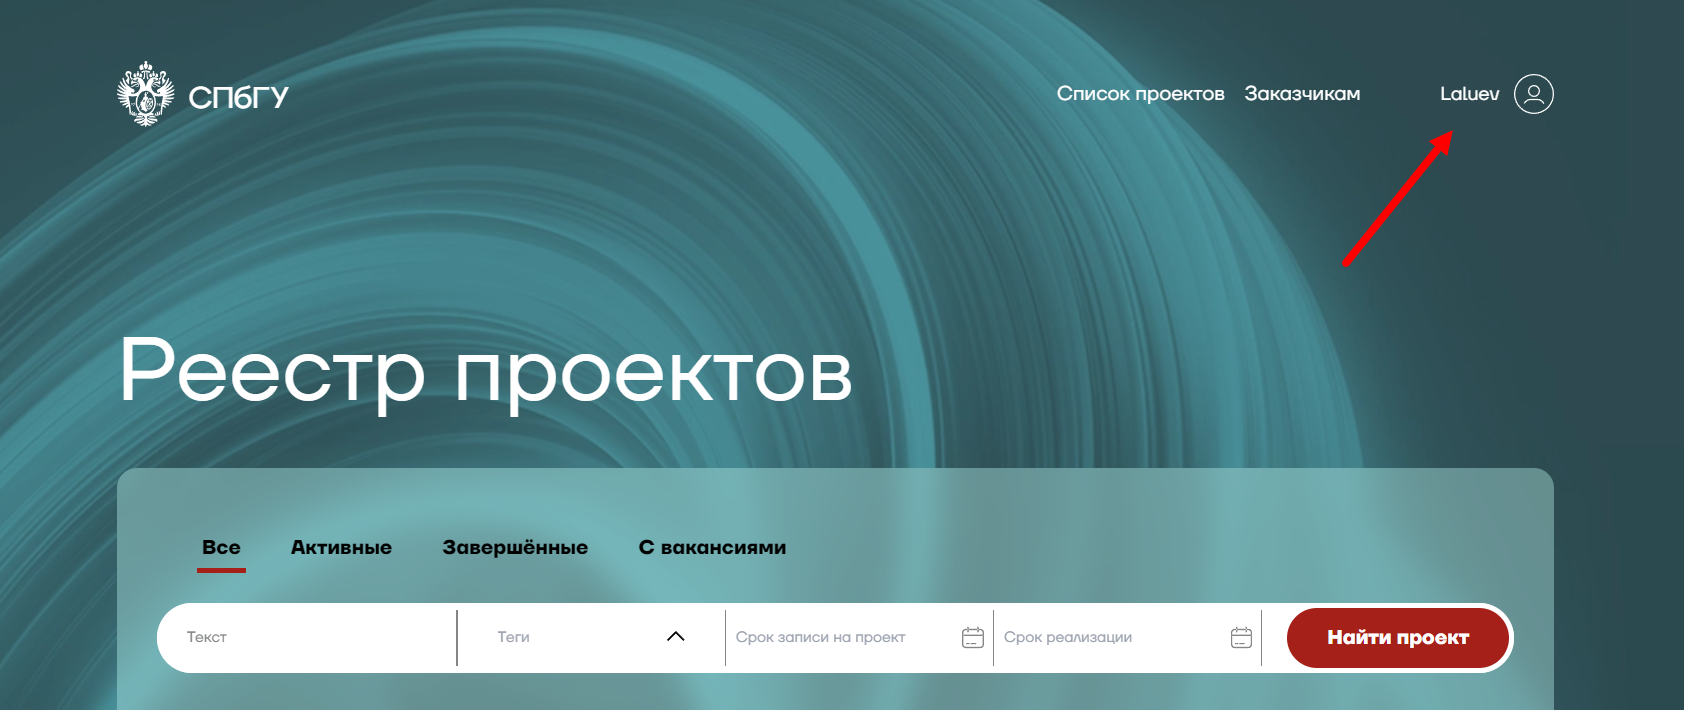 СПбГУ
Список проектов Заказчикам Laluev
Реестр проектов
Все Активные Завершённые С вакансиями
Текст Теги Срок записи на проект Срок реализации Найти проект